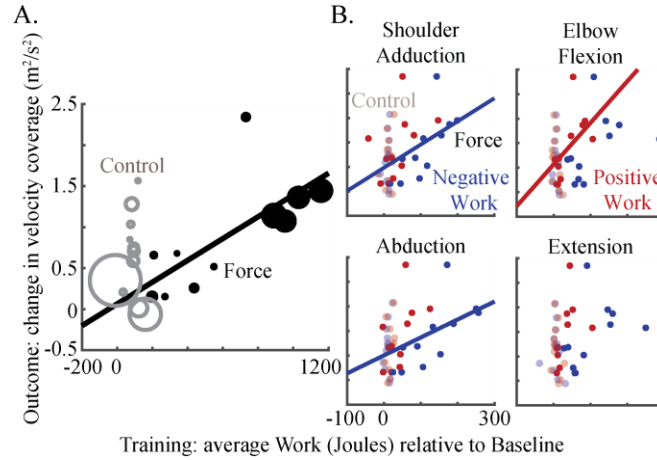 A.
B.
Shoulder
Adduction
Elbow
Flexion
Outcome: change in velocity coverage (m²/s²)
2.5
1.5
0.5
0
-0.5
-200
0
1200
Control
Force
Control
Force
Negative
Work
Positive
Work
Abduction
Extension
-100
0
300
Training: average Work (Joules) relative to Baseline